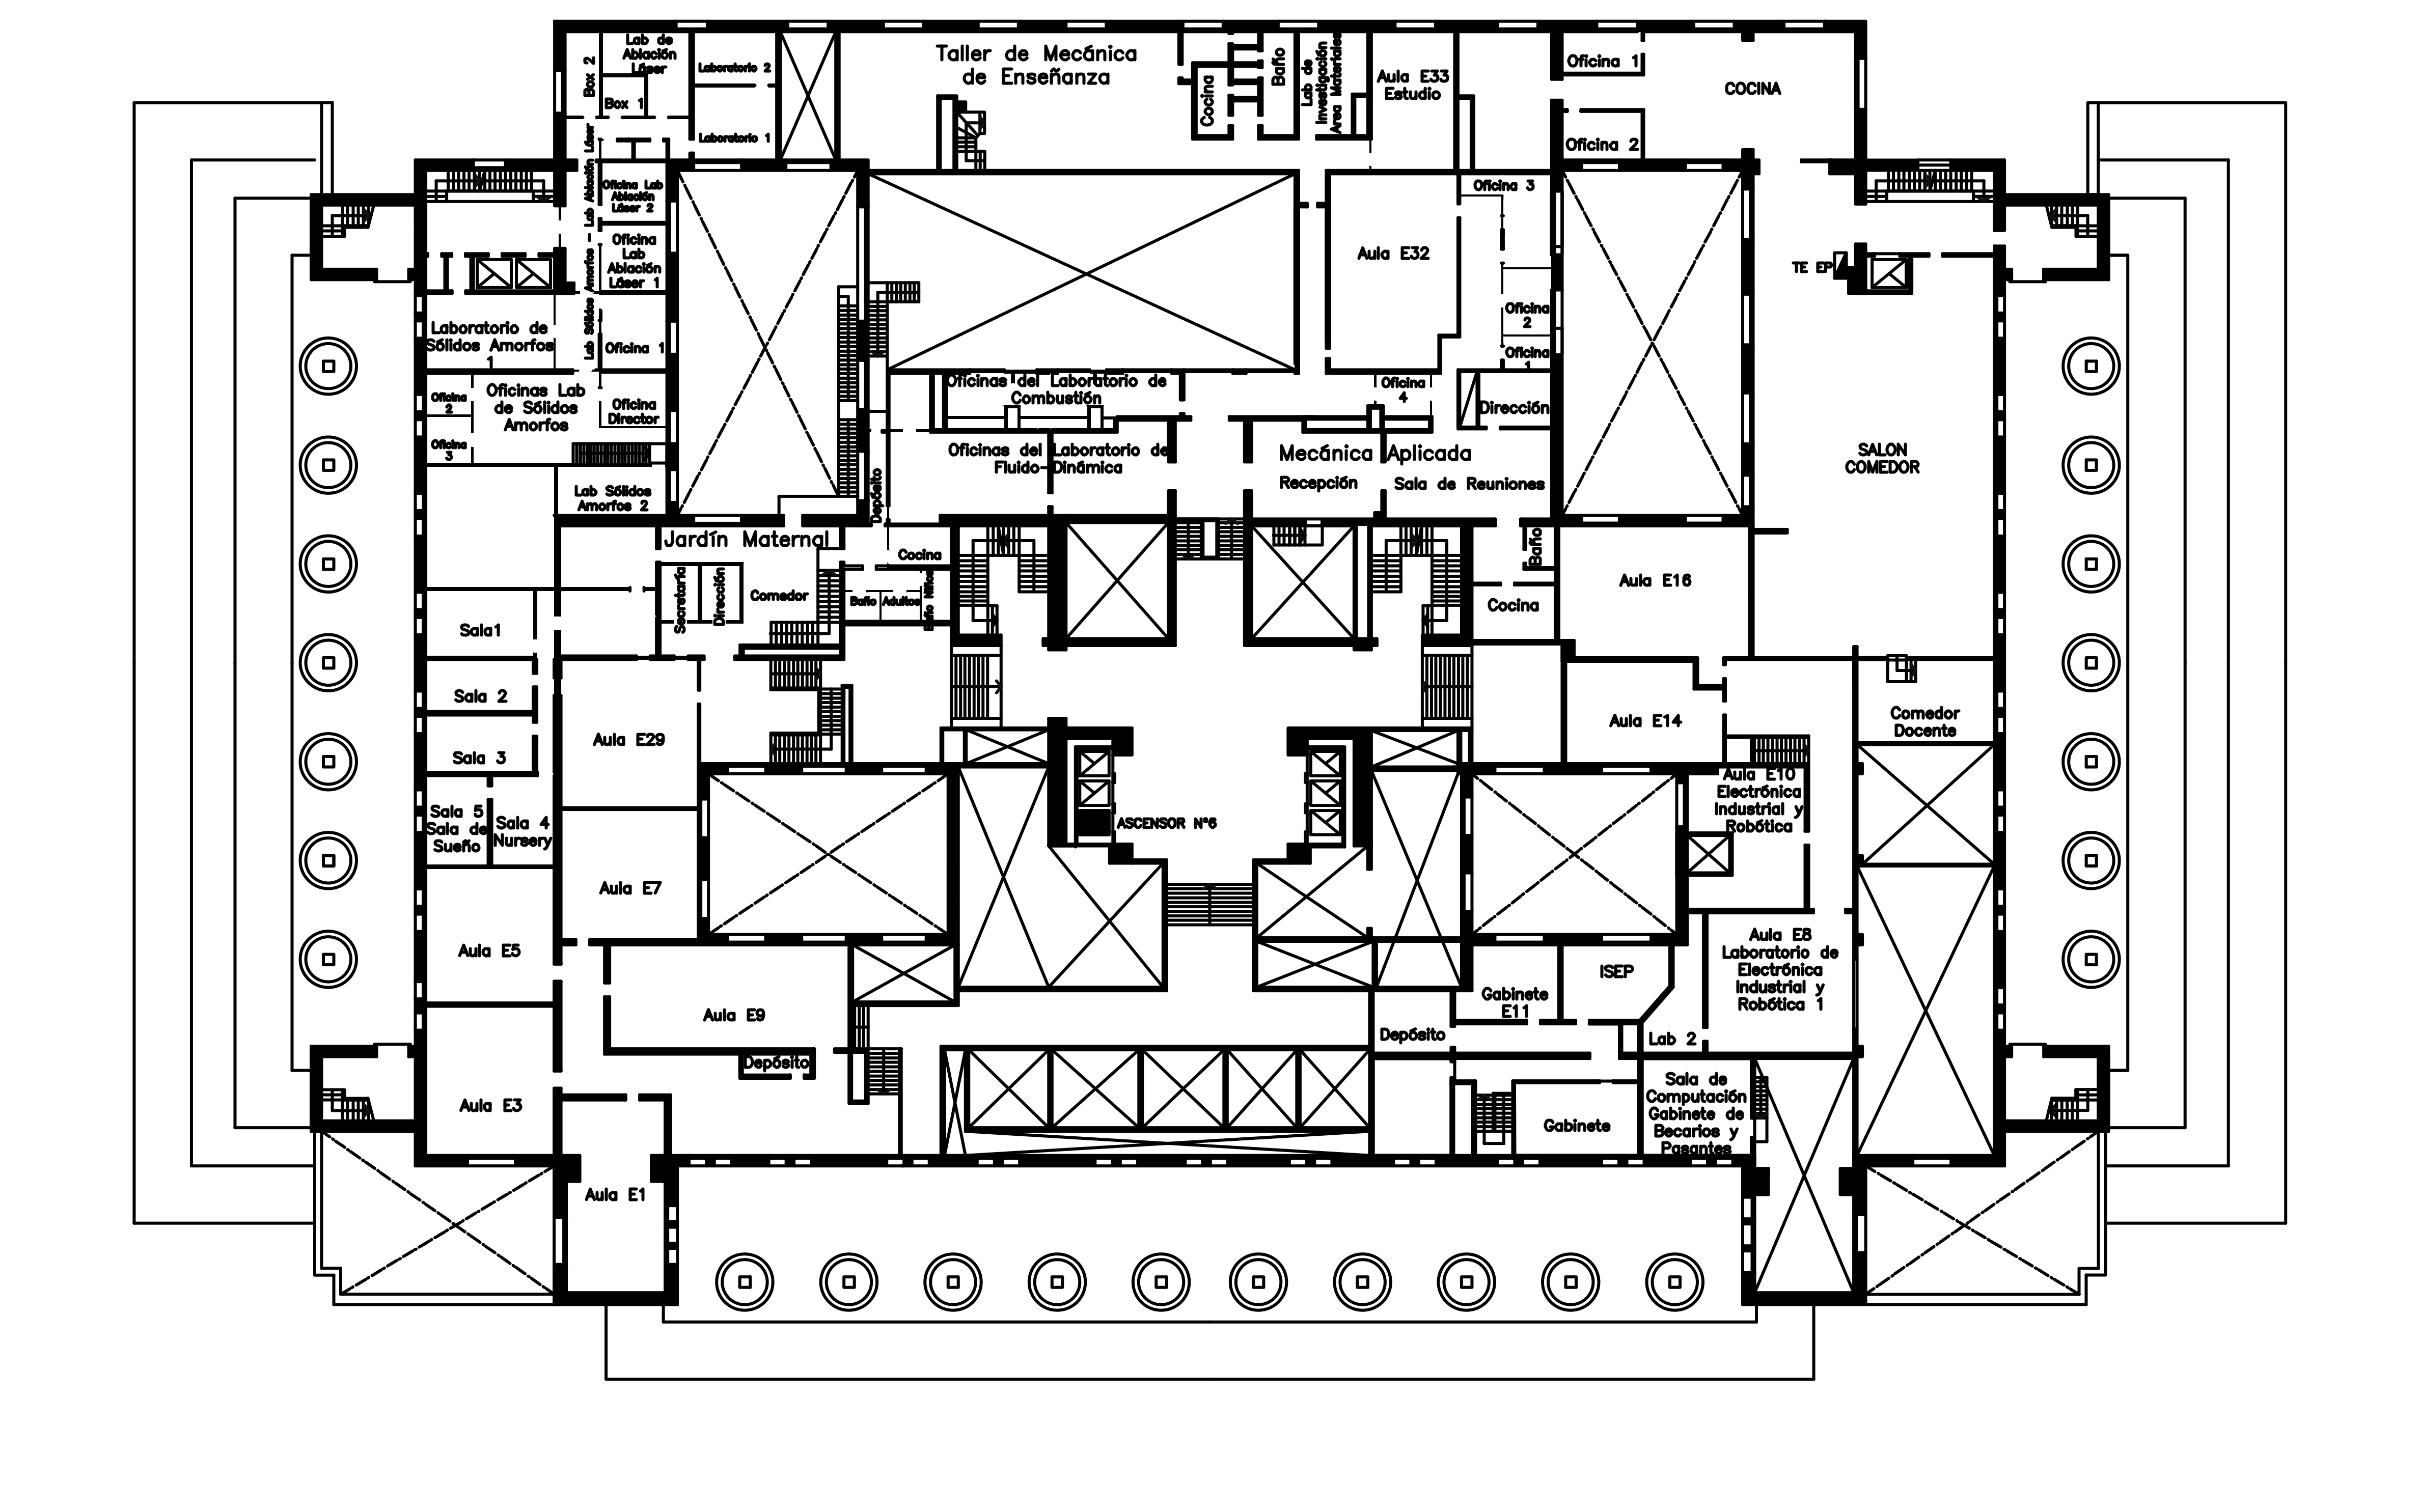 Box 2
Lab de
Ablación
Láser
Box 1
Laboratorio 2
Laboratorio 1
Taller de Mecánica
de Enseñanza
Cocina
Baño
Lab de
Investigación
Area Materiales
Aula E33
Estudio
Oficina 1
Oficina 2
COCINA
Lab Sólidos Amorfos - Lab Ablación Láser
Oficina Lab
Ablación
Láser 2
Oficina
Lab
Ablación
Láser 1
Oficina 1
Oficina
Director
Laboratorio de
Sólidos Amorfos
1
Oficina
2
Oficina
3
Oficinas Lab
de Sólidos
Amorfos
Lab Sólidos
Amorfos 2
Aula E32
Oficina 3
Oficina
2
Oficina
1
Oficina
4
Dirección
TE EP
SALON
COMEDOR
Oficinas del Laboratorio de
Combustión
Oficinas del Laboratorio de
Fluido-Dinámica
Mecánica Aplicada
Recepción
Sala de Reuniones
Depósito
Jardín Maternal
Secretaría
Dirección
Comedor
Cocina
Baño Adultos
Baño Niños
Baño
Cocina
Aula E16
Sala1
Sala 2
Sala 3
Sala 5
Sala de
Sueño
Sala 4
Nursery
Aula E29
Aula E7
Aula E14
Comedor
Docente
ASCENSOR N°6
Aula E10
Electrónica
Industrial y
Robótica
Aula E5
Aula E9
Depósito
Aula E3
Aula E1
Depósito
Gabinete
E11
ISEP
Aula E8
Laboratorio de
Electrónica
Industrial y
Robótica 1
Lab 2
Gabinete
Sala de
Computación
Gabinete de
Becarios y
Pasantes